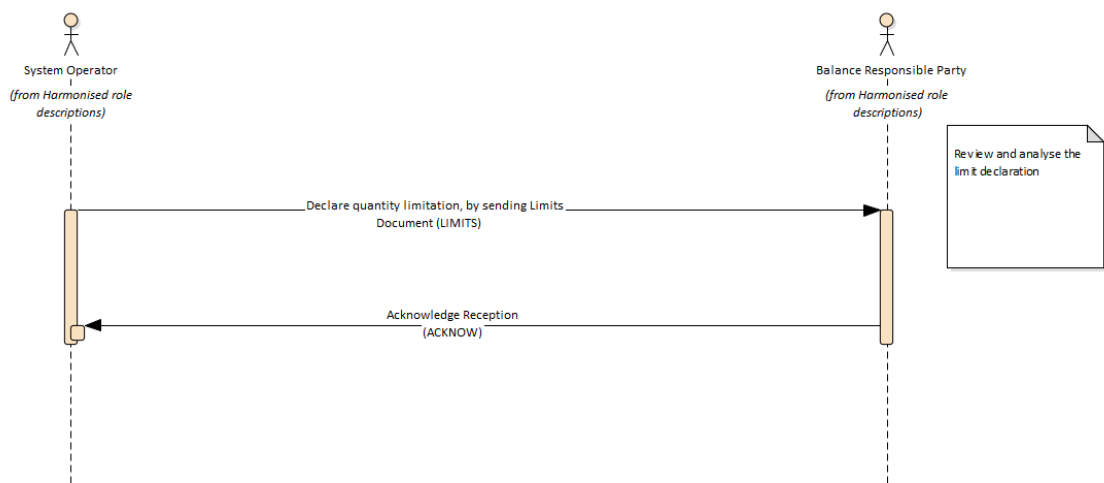 System Operator
(from Harmonised role
descriptions)
Balance Responsible Party
(from Harmonised role
descriptions)
Review and analyse the
limit declaration
Declare quantity limitation, by sending Limits
Document (LIMITS)
Acknowledge Reception
(ACKNOW)